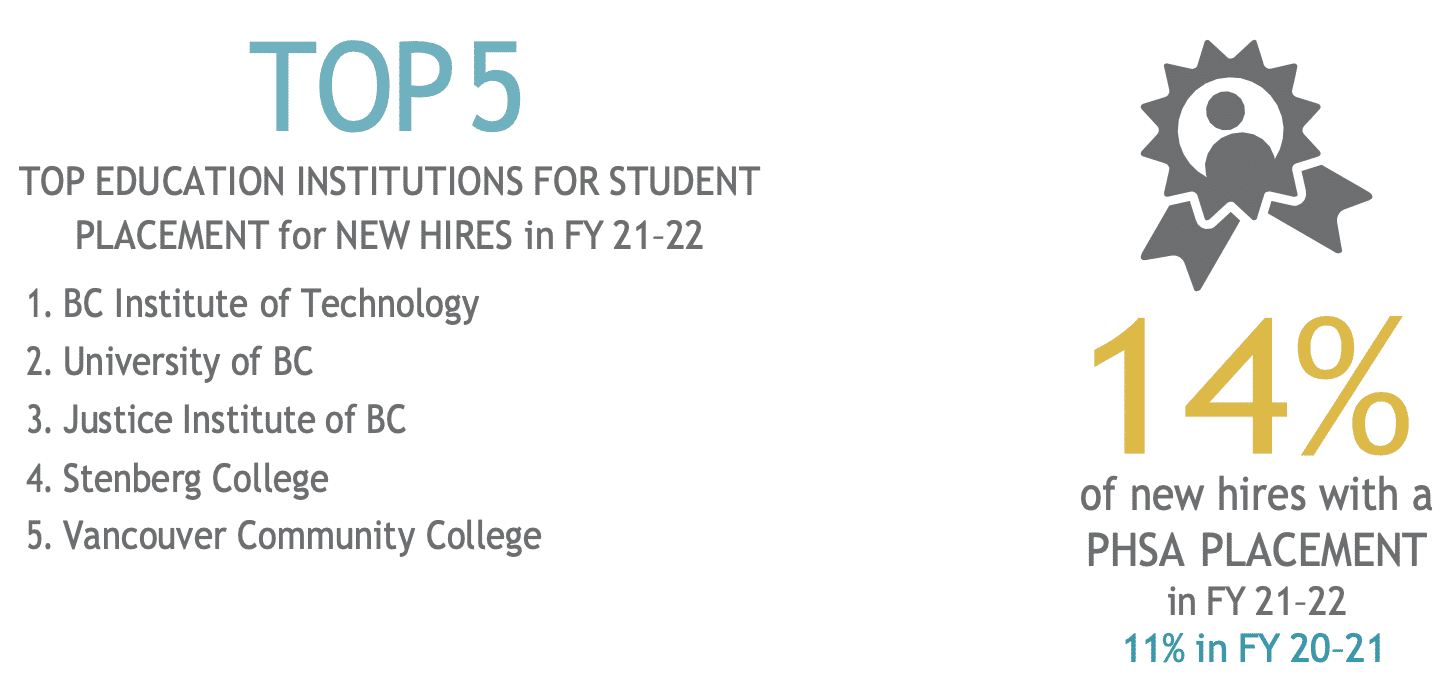 TOP 5
TOP EDUCATION INSTITUTIONS FOR STUDENT
PLACEMENT for NEW HIRES in FY 21–22
1. BC Institute of Technology
2. University of BC
3. Justice Institute of BC
4. Stenberg College
5. Vancouver Community College
14%
of new hires with a
PHSA PLACEMENT
in FY 21–22
11% in FY 20–21